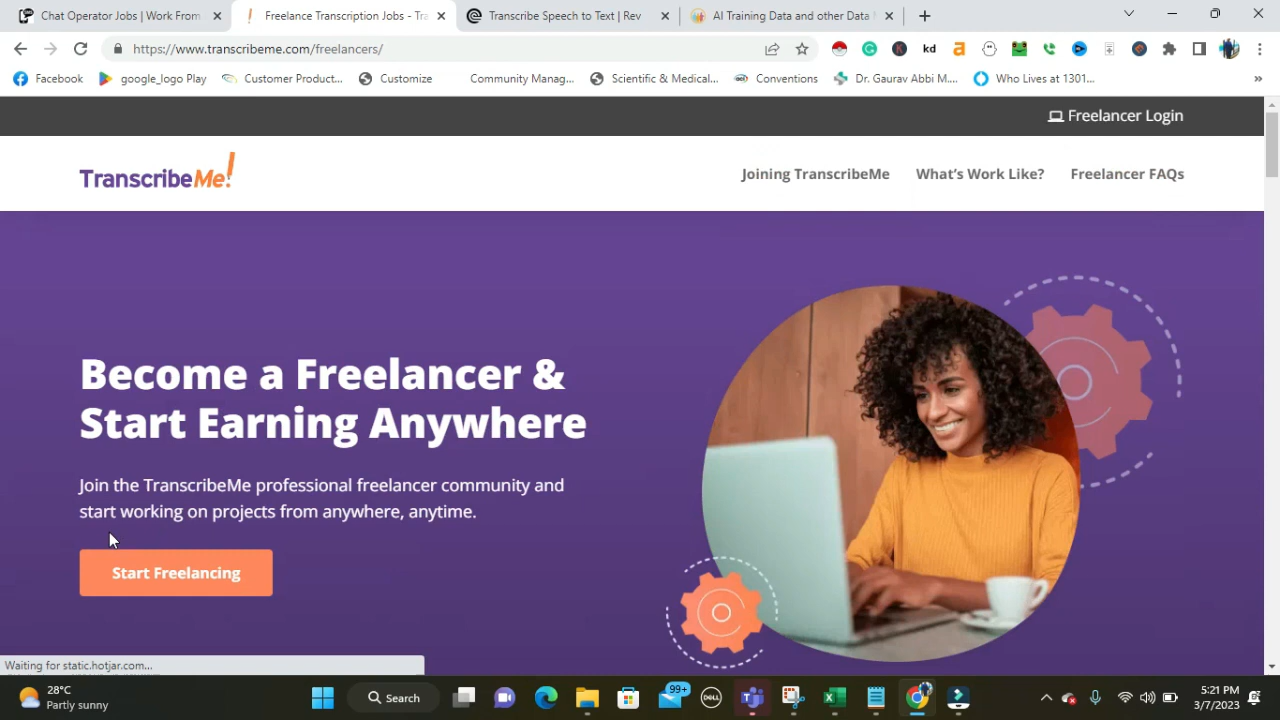 Chat Operator Jobs | Work From
Freelance Transcription Jobs - Tra
Transcribe Speech to Text | Rev
AI Training Data and other Data
https://www.transcribeme.com/freelancers/
kd
Facebook
google_logo Play
Customer Product...
Customize
Community Manag...
Scientific & Medical...
Conventions
Dr. Gaurav Abbi M....
Who Lives at 1301...
Freelancer Login
TranscribeMe!
Joining TranscribeMe
What's Work Like?
Freelancer FAQs
Become a Freelancer &
Start Earning Anywhere
Join the TranscribeMe professional freelancer community and
start working on projects from anywhere, anytime.
Start Freelancing
Waiting for static.hotjar.com...
28°C
Partly sunny
Search
99+
DELL
5:21 PM
3/7/2023